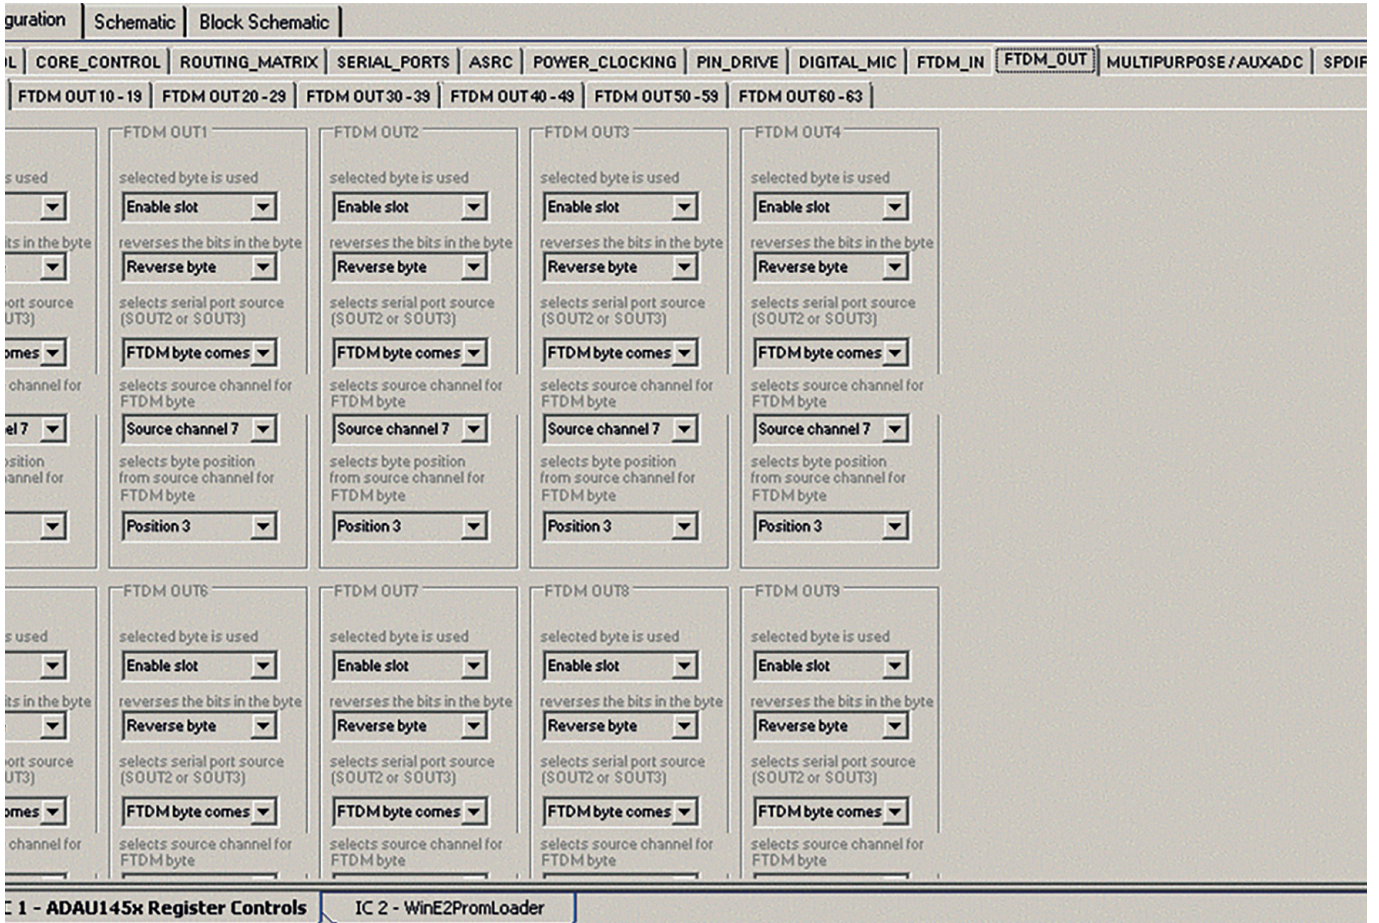 guration Schematic Block Schematic
OL CORE_CONTROL ROUTING_MATRIX SERIAL_PORTS ASRC POWER_CLOCKING PIN_DRIVE DIGITAL_MIC FTDM_IN FTDM_OUT MULTIPURPOSE/AUXADC SPDIF
FTDM OUT 10-19 FTDM OUT 20-29 FTDM OUT 30-39 FTDM OUT 40-49 FTDM OUT 50-59 FTDM OUT 60-63
FTDM OUT1 FTDM OUT2 FTDM OUT3 FTDM OUT4
s used selected byte is used selected byte is used selected byte is used selected byte is used
Enable slot Enable slot Enable slot Enable slot
its in the byte reverses the bits in the byte reverses the bits in the byte reverses the bits in the byte reverses the bits in the byte
Reverse byte Reverse byte Reverse byte Reverse byte
ort source selects serial port source selects serial port source selects serial port source selects serial port source
UT3) (SOUT2 or SOUT3) (SOUT2 or SOUT3) (SOUT2 or SOUT3) (SOUT2 or SOUT3)
omes FTDM byte comes FTDM byte comes FTDM byte comes FTDM byte comes
channel for selects source channel for selects source channel for selects source channel for selects source channel for
FTDM byte FTDM byte FTDM byte FTDM byte
el 7 Source channel 7 Source channel 7 Source channel 7 Source channel 7
osition selects byte position selects byte position selects byte position selects byte position
annel for from source channel for from source channel for from source channel for from source channel for
FTDM byte FTDM byte FTDM byte FTDM byte
Position 3 Position 3 Position 3 Position 3
FTDM OUT6 FTDM OUT7 FTDM OUT8 FTDM OUT9
s used selected byte is used selected byte is used selected byte is used selected byte is used
Enable slot Enable slot Enable slot Enable slot
its in the byte reverses the bits in the byte reverses the bits in the byte reverses the bits in the byte reverses the bits in the byte
Reverse byte Reverse byte Reverse byte Reverse byte
ort source selects serial port source selects serial port source selects serial port source selects serial port source
UT3) (SOUT2 or SOUT3) (SOUT2 or SOUT3) (SOUT2 or SOUT3) (SOUT2 or SOUT3)
omes FTDM byte comes FTDM byte comes FTDM byte comes FTDM byte comes
channel for selects source channel for selects source channel for selects source channel for selects source channel for
FTDM byte FTDM byte FTDM byte FTDM byte
C 1 - ADAU145x Register Controls IC 2 - WinE2PromLoader